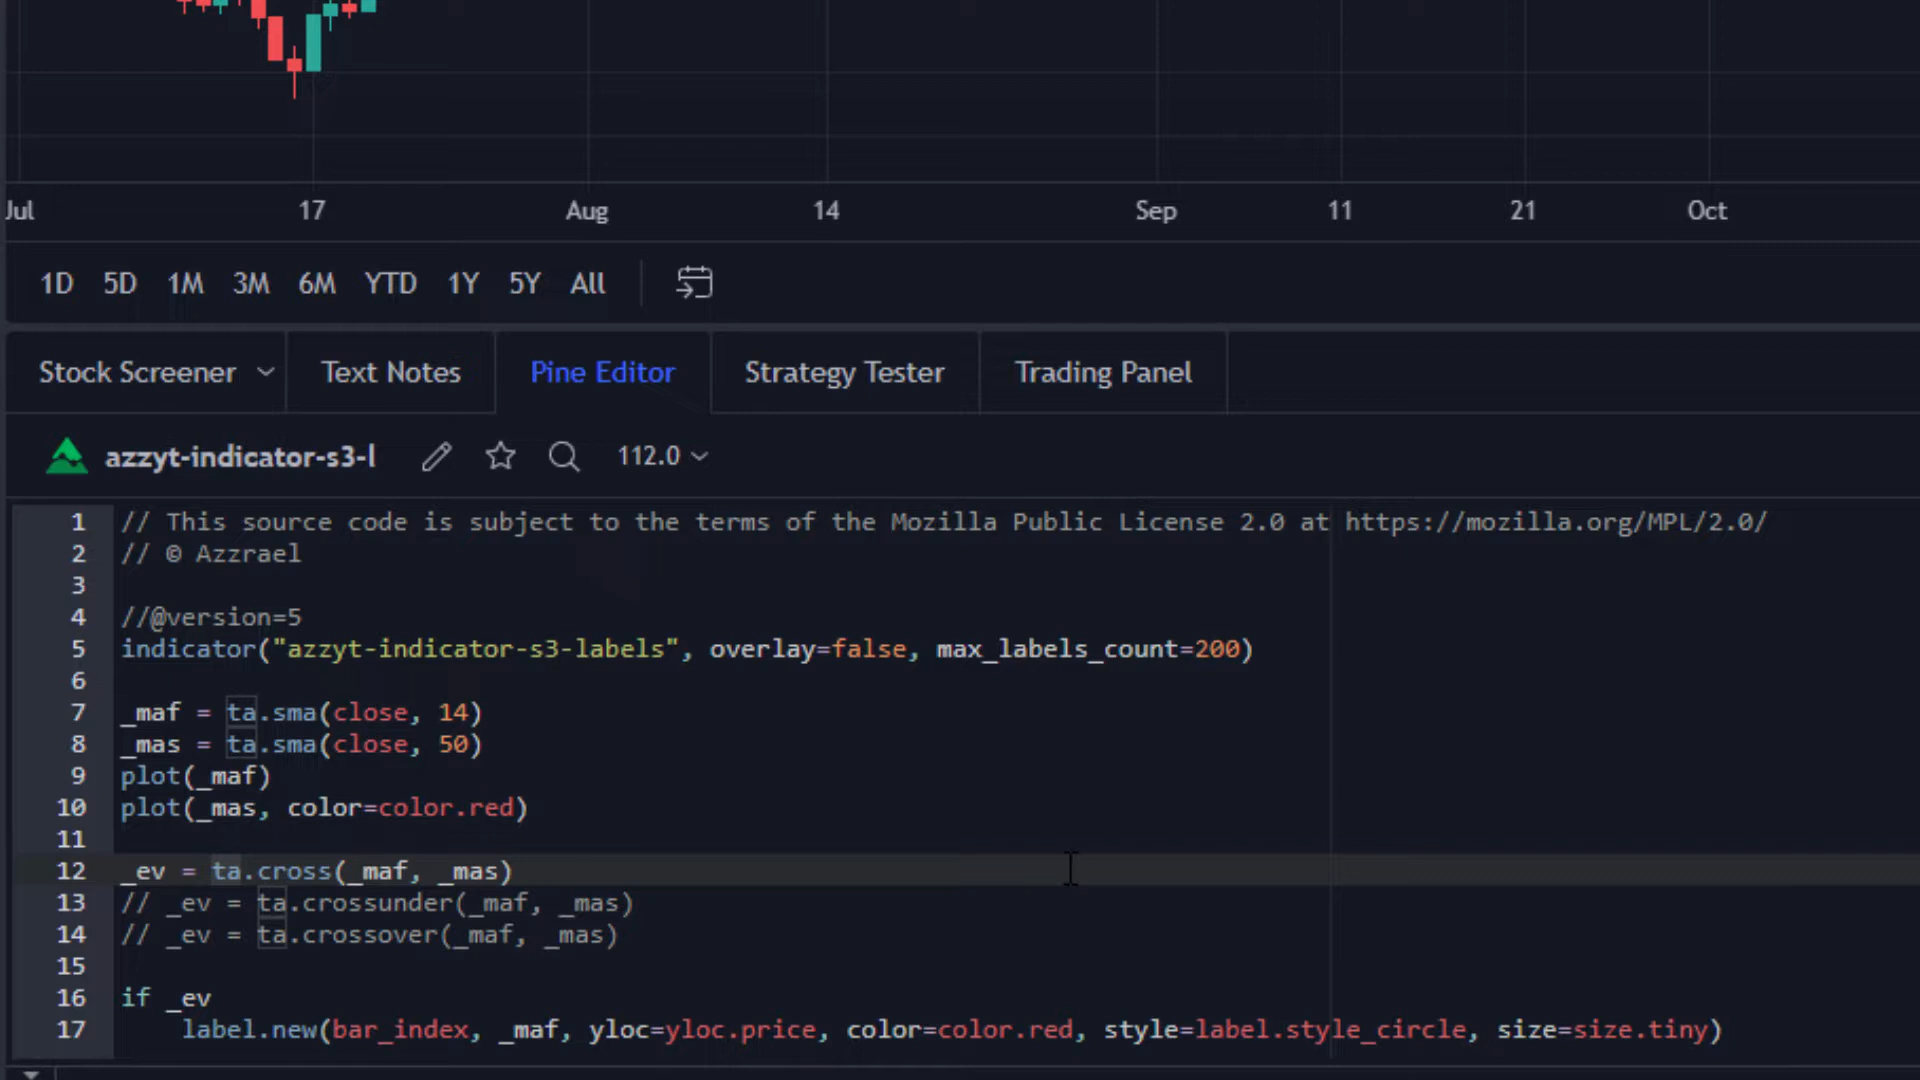 Jul 17 Aug 14 Sep 11 21 Oct
1D 5D 1M 3M 6M YTD 1Y 5Y All
Stock Screener Text Notes Pine Editor Strategy Tester Trading Panel
azzyt-indicator-s3-l 112.0
1 // This source code is subject to the terms of the Mozilla Public License 2.0 at https://mozilla.org/MPL/2.0/
2 // © Azzrael
3
4 //@version=5
5 indicator("azzyt-indicator-s3-labels", overlay=false, max_labels_count=200)
6
7 _maf = ta.sma(close, 14)
8 _mas = ta.sma(close, 50)
9 plot(_maf)
10 plot(_mas, color=color.red)
11
12 _ev = ta.cross(_maf, _mas)
13 // _ev = ta.crossunder(_maf, _mas)
14 // _ev = ta.crossover(_maf, _mas)
15
16 if _ev
17 label.new(bar_index, _maf, yloc=yloc.price, color=color.red, style=label.style_circle, size=size.tiny)